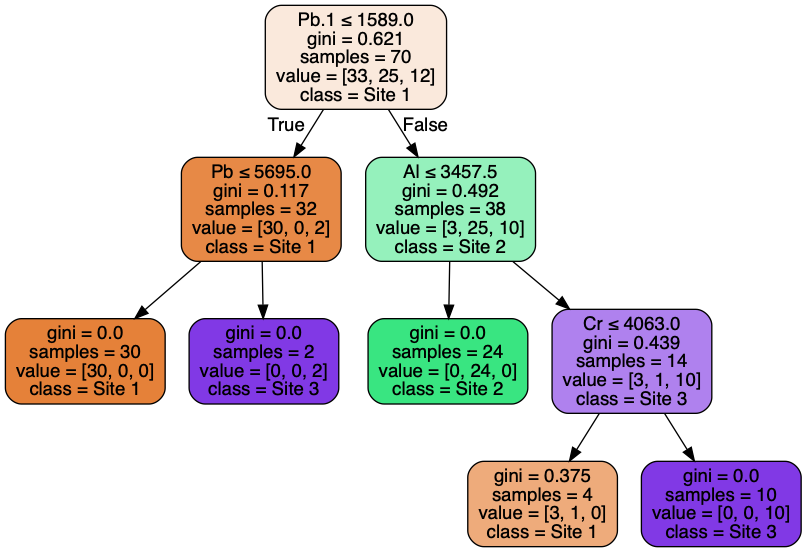 Pb.1 ≤ 1589.0
gini = 0.621
samples = 70
value = [33, 25, 12]
class = Site 1
True
False
Pb ≤ 5695.0
gini = 0.117
samples = 32
value = [30, 0, 2]
class = Site 1
Al ≤ 3457.5
gini = 0.492
samples = 38
value = [3, 25, 10]
class = Site 2
gini = 0.0
samples = 30
value = [30, 0, 0]
class = Site 1
gini = 0.0
samples = 2
value = [0, 0, 2]
class = Site 3
gini = 0.0
samples = 24
value = [0, 24, 0]
class = Site 2
Cr ≤ 4063.0
gini = 0.439
samples = 14
value = [3, 1, 10]
class = Site 3
gini = 0.375
samples = 4
value = [3, 1, 0]
class = Site 1
gini = 0.0
samples = 10
value = [0, 0, 10]
class = Site 3